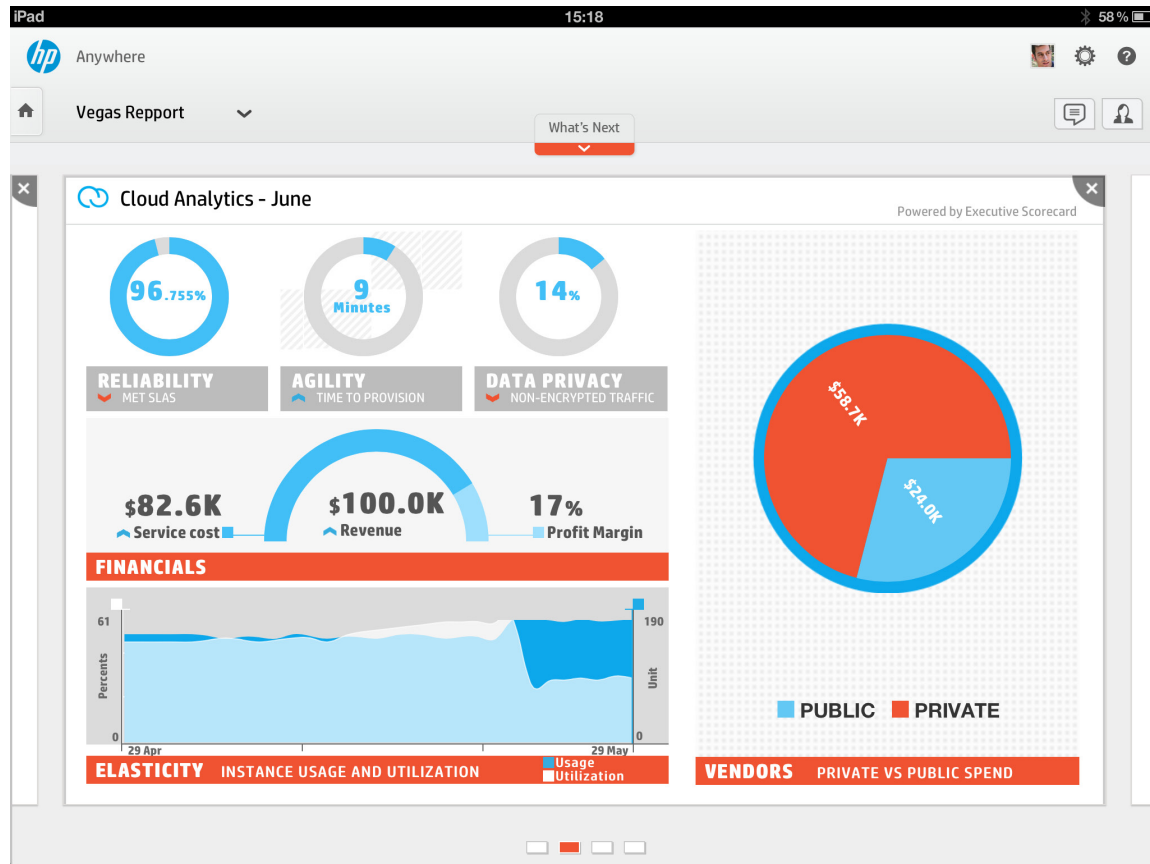 iPad 15:18 58 %
hp Anywhere
?
Vegas Repport
What's Next
Cloud Analytics - June
Powered by Executive Scorecard
96.755%
9
Minutes
14%
RELIABILITY
MET SLAS
AGILITY
TIME TO PROVISION
DATA PRIVACY
NON-ENCRYPTED TRAFFIC
$82.6K
Service cost
$100.0K
Revenue
17%
Profit Margin
FINANCIALS
61
Percents
0
190
Unit
0
29 Apr
29 May
ELASTICITY INSTANCE USAGE AND UTILIZATION
Usage
Utilization
$58.7K
$24.0K
PUBLIC PRIVATE
VENDORS PRIVATE VS PUBLIC SPEND